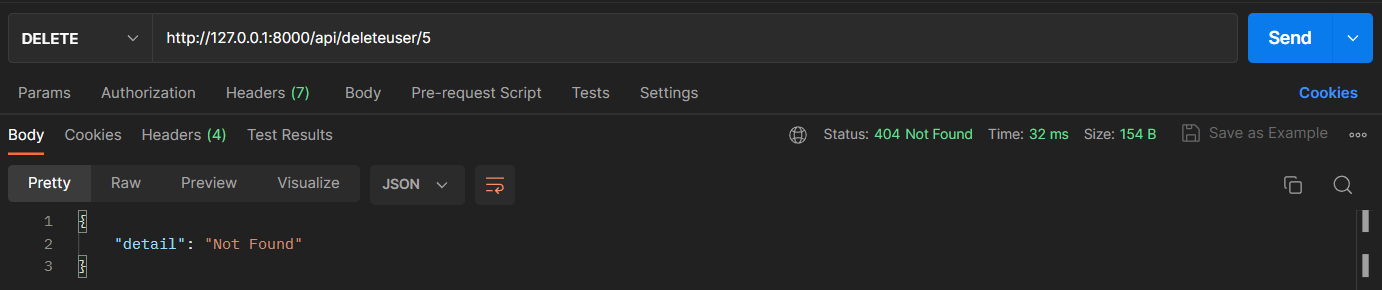 DELETE http://127.0.0.1:8000/api/deleteuser/5 Send
Params Authorization Headers (7) Body Pre-request Script Tests Settings Cookies
Body Cookies Headers (4) Test Results Status: 404 Not Found Time: 32 ms Size: 154 B Save as Example
Pretty Raw Preview Visualize JSON
1 {
2 "detail": "Not Found"
3 }